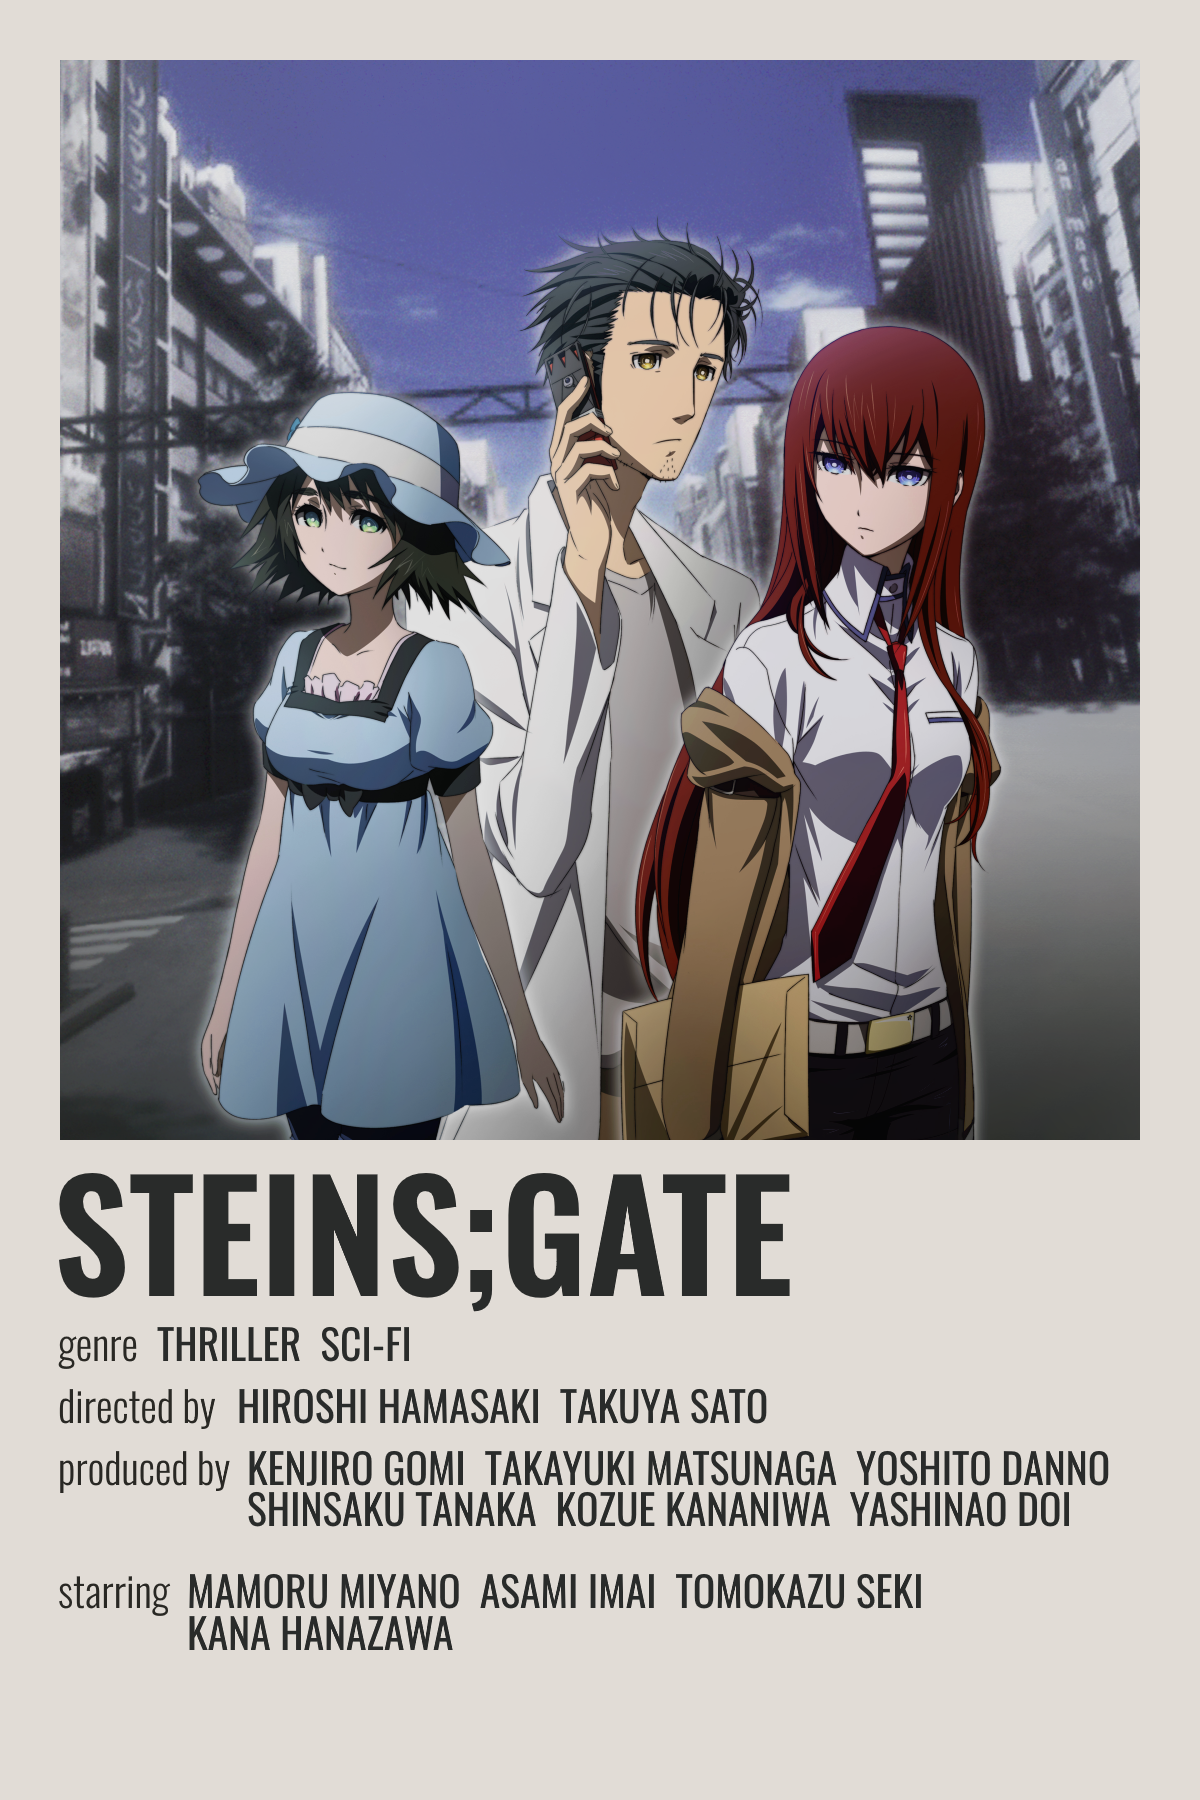 STEINS;GATE
genre THRILLER SCI-FI
directed by HIROSHI HAMASAKI TAKUYA SATO
produced by KENJIRO GOMI TAKAYUKI MATSUNAGA YOSHITO DANNO
SHINSAKU TANAKA KOZUE KANANIWA YASHINAO DOI
starring MAMORU MIYANO ASAMI IMAI TOMOKAZU SEKI
KANA HANAZAWA